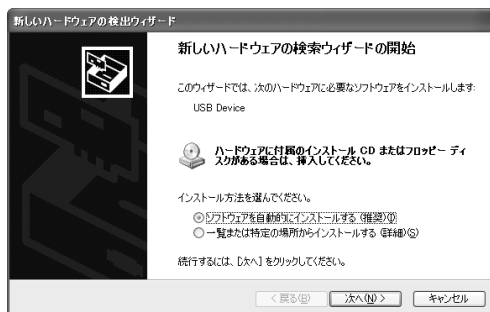 新しいハードウェアの検出ウィザード
新しいハードウェアの検索ウィザードの開始
このウィザードでは、次のハードウェアに必要なソフトウェアをインストールします:
USB Device
ハードウェアに付属のインストール CD またはフロッピー ディ
スクがある場合は、挿入してください。
インストール方法を選んでください。
ソフトウェアを自動的にインストールする (推奨)(I)
一覧または特定の場所からインストールする (詳細)(S)
続行するには、[次へ] をクリックしてください。
< 戻る(B)
次へ(N) >
キャンセル